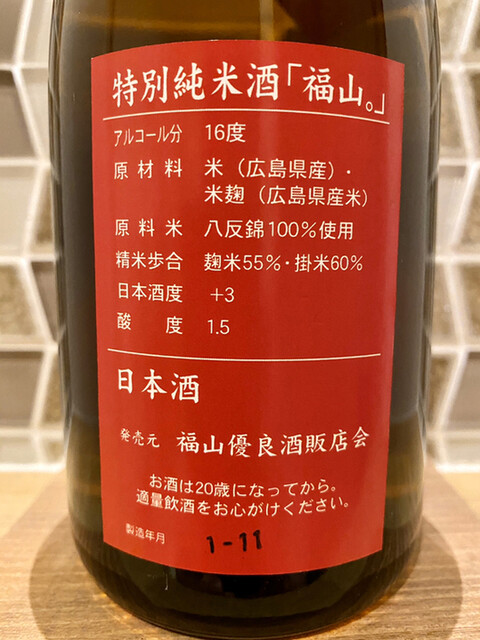 特別純米酒「福山。」
アルコール分 16度
原材料 米（広島県産）・
米麹（広島県産米）
原料米 八反錦100%使用
精米歩合 麹米55%・掛米60%
日本酒度 +3
酸度 1.5
日本酒
発売元 福山優良酒販店会
お酒は20歳になってから。
適量飲酒をお心がけください。
製造年月 1-11